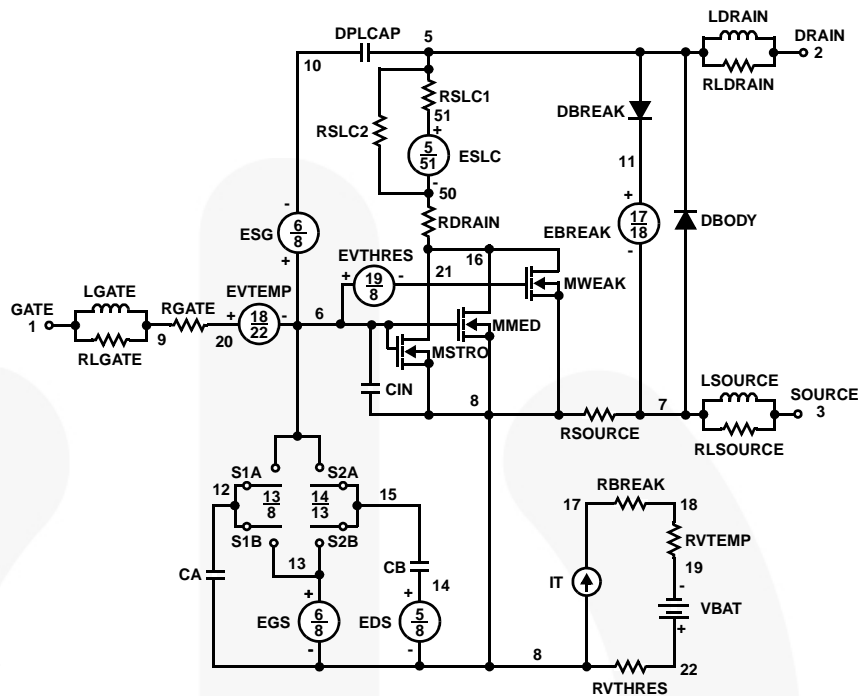 LDRAIN
DPLCAP 5 DRAIN
10 2
RLDRAIN
RSLC1
DBREAK
51
RSLC2 +
5
51
ESLC
11
-
50
- +
RDRAIN
6
8
ESG
17
18
EBREAK DBODY
EVTHRES
+ 16 -
+ 19
8
- 21
MWEAK
LGATE EVTEMP
GATE RGATE + 18
22
- 6
MMED
1
9 20
MSTRO
RLGATE
LSOURCE
CIN 8 7 SOURCE
3
RSOURCE
RLSOURCE
S1A S2A
12 13
8
14
13
15
RBREAK
17 18
S1B S2B
RVTEMP
13
CB 19
CA 14 IT -
+ +
VBAT
EGS 6
8
EDS 5
8
+
- - 8 22
RVTHRES